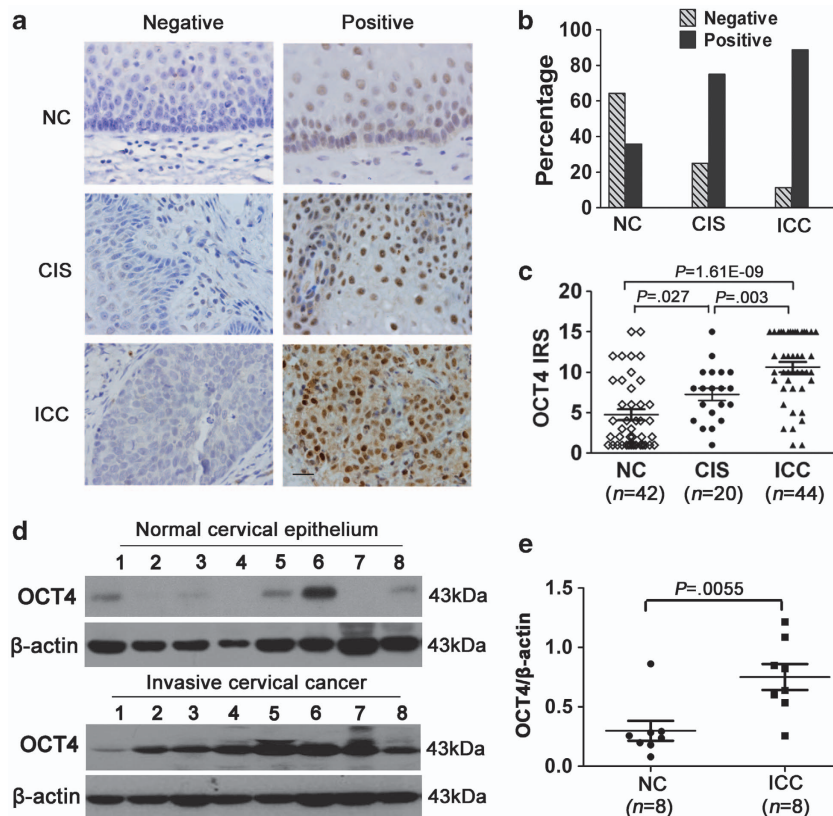 a
Negative Positive
NC
CIS
ICC
b
Negative
Positive
Percentage
100
80
60
40
20
0
NC CIS ICC
c
P=1.61E-09
P=.027 P=.003
OCT4 IRS
20
15
10
5
0
NC CIS ICC
(n=42) (n=20) (n=44)
d
Normal cervical epithelium
1 2 3 4 5 6 7 8
OCT4 43kDa
β-actin 43kDa
Invasive cervical cancer
1 2 3 4 5 6 7 8
OCT4 43kDa
β-actin 43kDa
e
P=.0055
OCT4/β-actin
1.5
1.0
0.5
0.0
NC ICC
(n=8) (n=8)